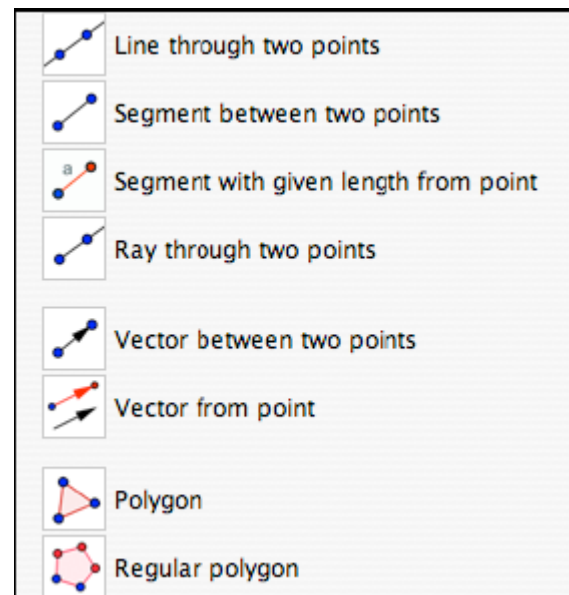 Line through two points
Segment between two points
a
Segment with given length from point
Ray through two points
Vector between two points
Vector from point
Polygon
Regular polygon